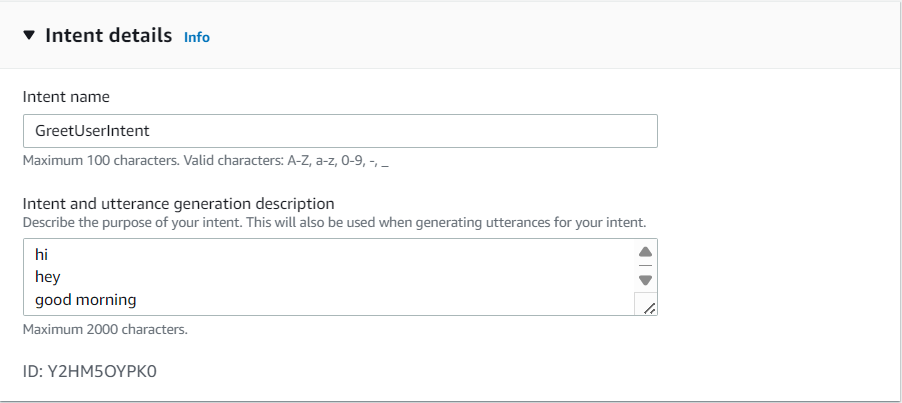 Intent details Info
Intent name
GreetUserIntent
Maximum 100 characters. Valid characters: A-Z, a-z, 0-9, -, _
Intent and utterance generation description
Describe the purpose of your intent. This will also be used when generating utterances for your intent.
hi
hey
good morning
Maximum 2000 characters.
ID: Y2HM5OYPK0